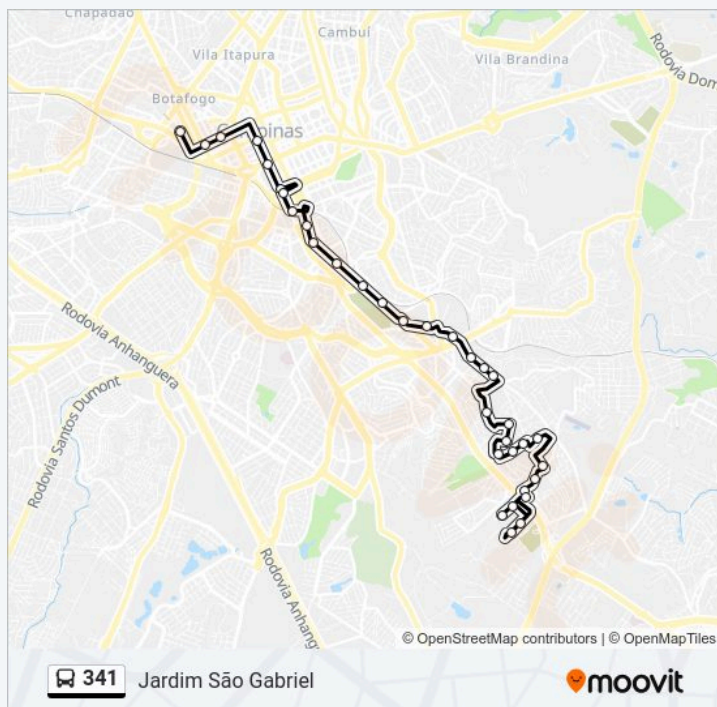 Chapadão
Cambuí
Vila Itapura
Vila Brandina
Rodovia Dom
Botafogo
Campinas
Rodovia Anhanguera
Rodovia Santos Dumont
Rodovia Anhang
© OpenStreetMap contributors | © OpenMapTiles
341 Jardim São Gabriel moovit